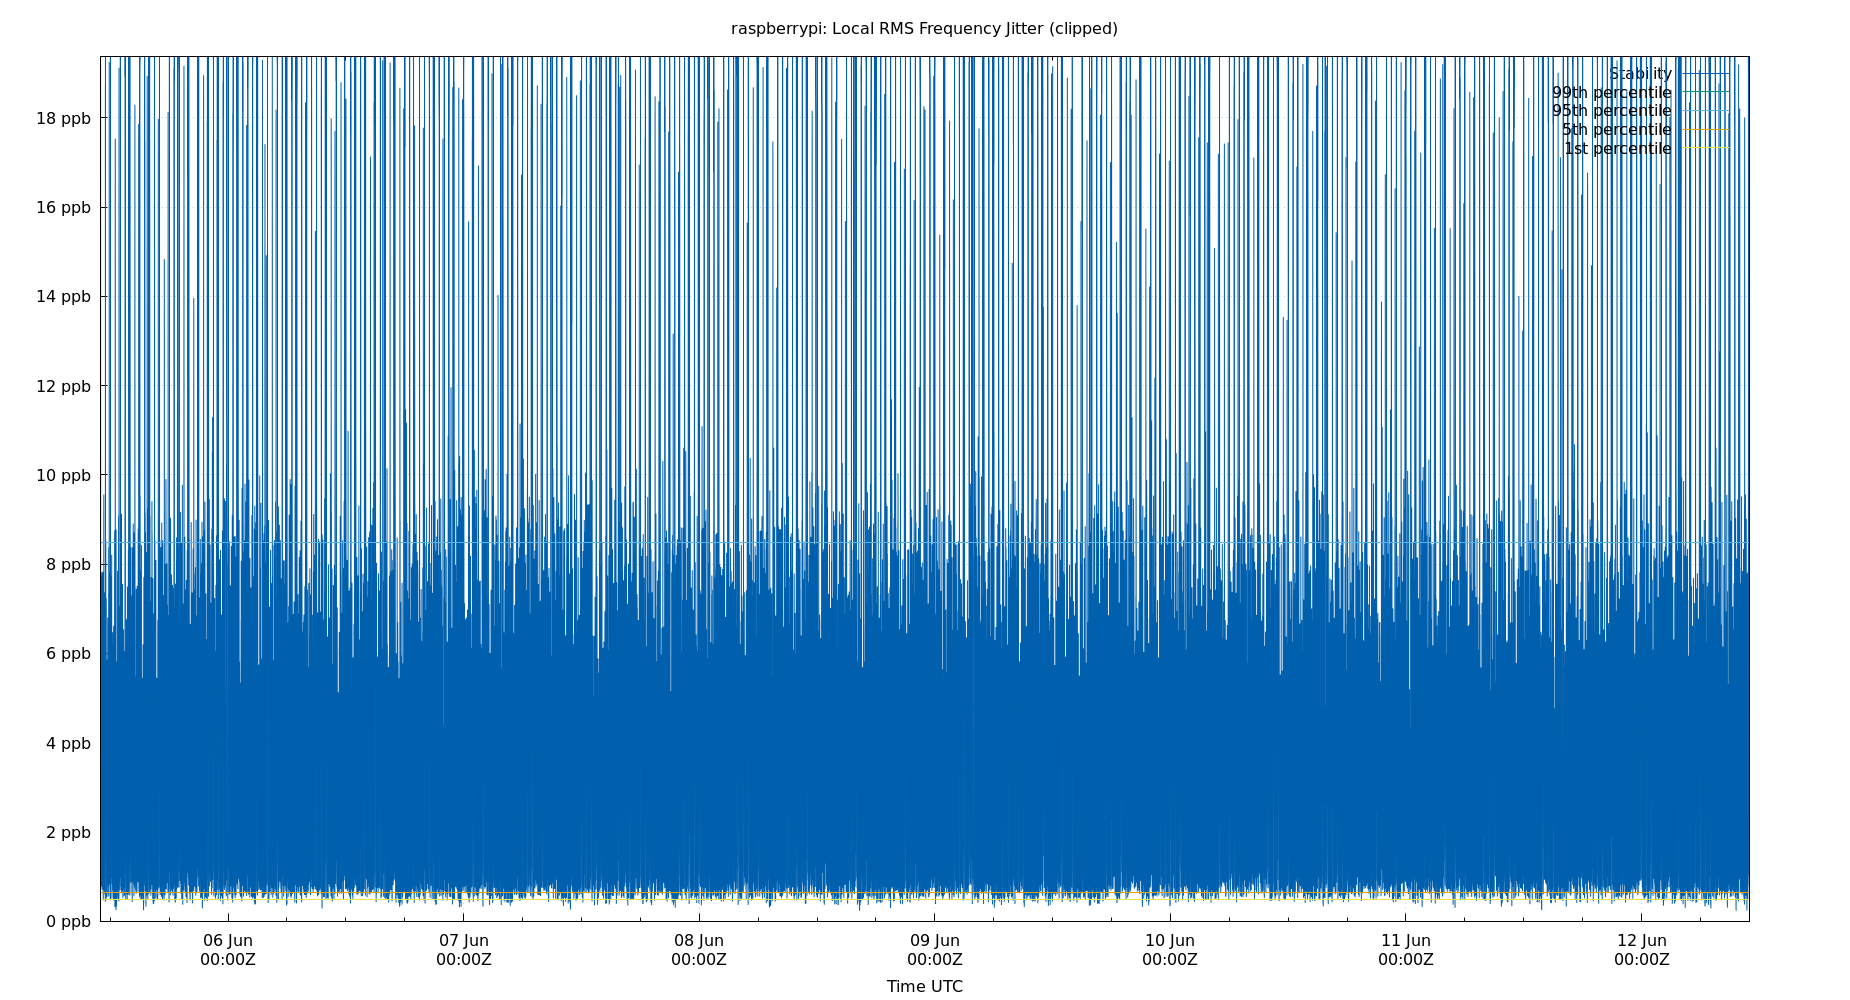 raspberrypi: Local RMS Frequency Jitter (clipped)
Stability
99th percentile
95th percentile
5th percentile
1st percentile
18 ppb
16 ppb
14 ppb
12 ppb
10 ppb
8 ppb
6 ppb
4 ppb
2 ppb
0 ppb
06 Jun
00:00Z
07 Jun
00:00Z
08 Jun
00:00Z
09 Jun
00:00Z
10 Jun
00:00Z
11 Jun
00:00Z
12 Jun
00:00Z
Time UTC